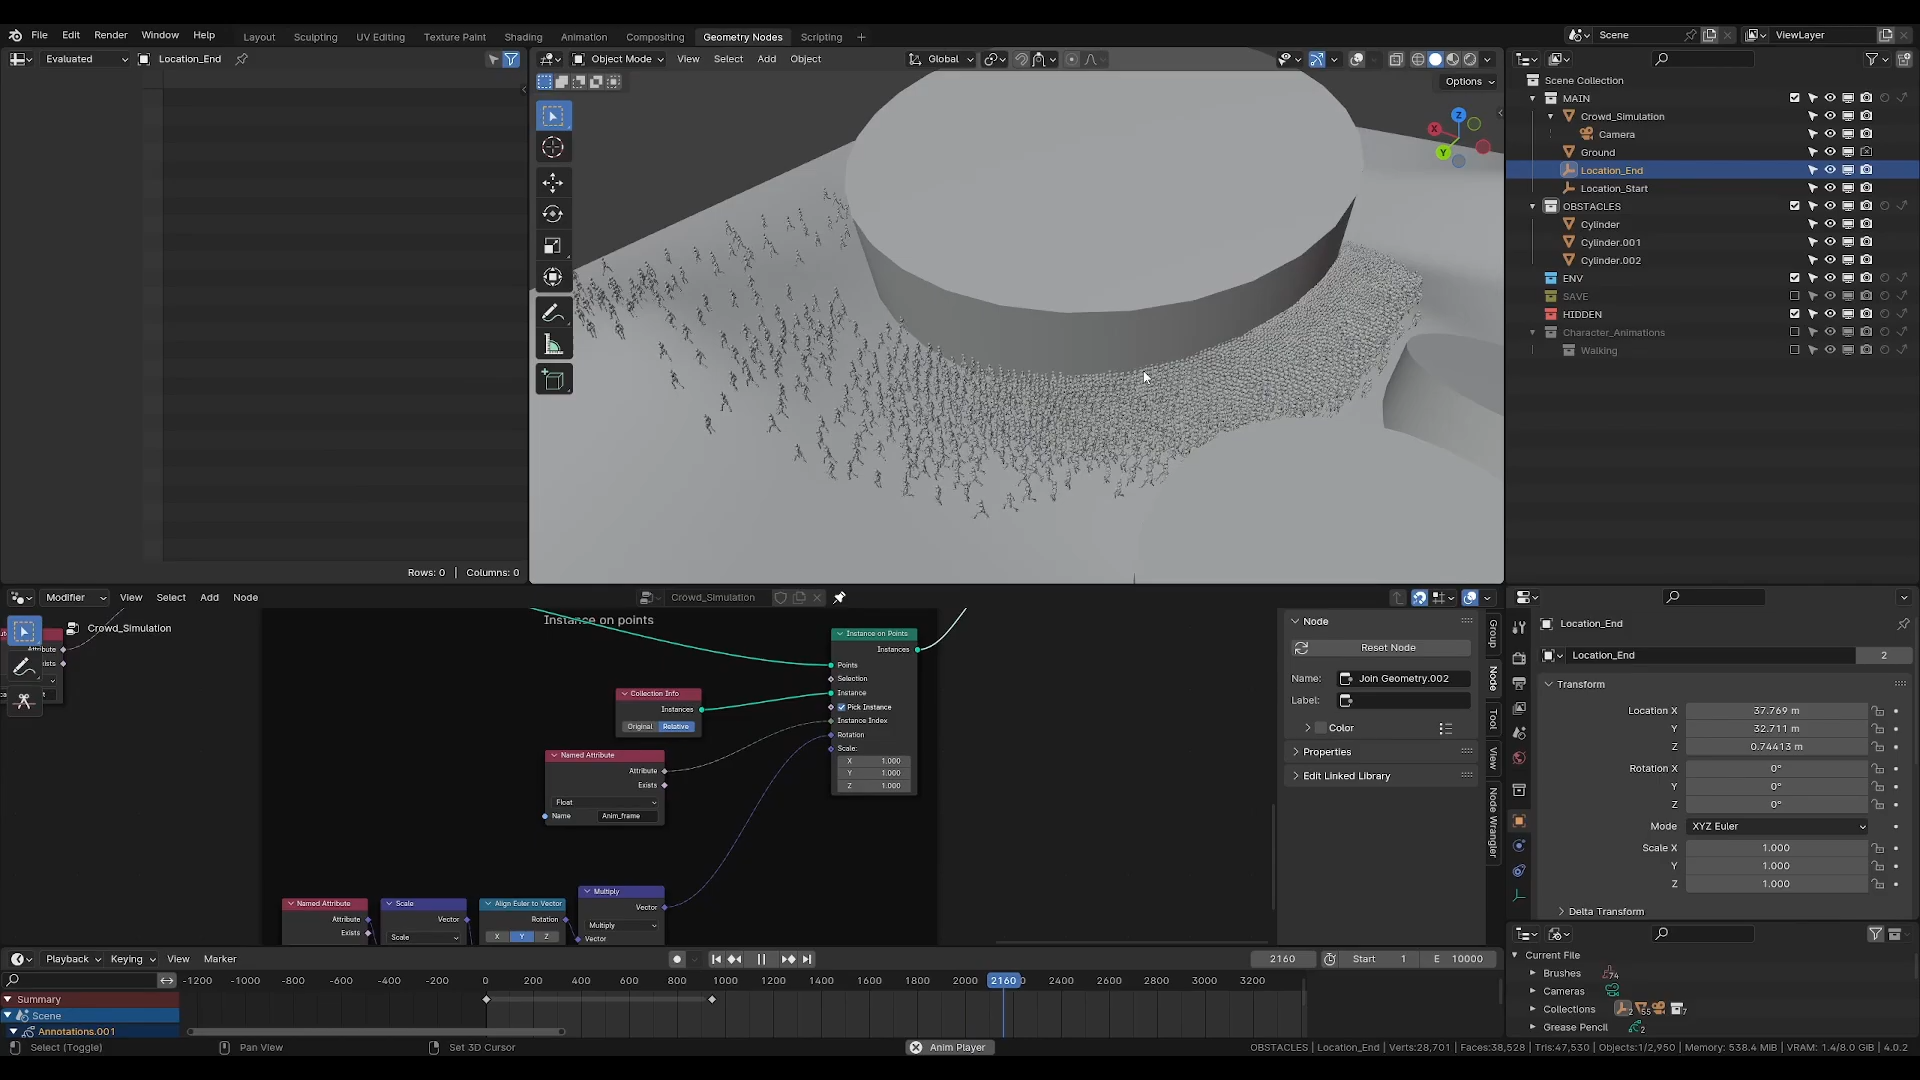 File Edit Render Window Help Layout Sculpting UV Editing Texture Paint Shading Animation Compositing Geometry Nodes Scripting + Scene ViewLayer
Evaluated Location_End Object Mode View Select Add Object Global
Options
Scene Collection
MAIN
Crowd_Simulation
Camera
Ground
Location_End
Location_Start
OBSTACLES
Cylinder
Cylinder.001
Cylinder.002
ENV
SAVE
HIDDEN
Character_Animations
Walking
X
Y
Z
Rows: 0 | Columns: 0
Modifier View Select Add Node Crowd_Simulation
Crowd_Simulation
Exists
Instance on points
Instance on Points
Instances
Points
Selection
Instance
Pick Instance
Instance Index
Rotation
Scale:
X 1.000
Y 1.000
Z 1.000
Collection Info
Instances
Original Relative
Named Attribute
Attribute
Exists
Float
Name Anim_frame
Named Attribute
Attribute
Exists
Scale
Vector
Scale
Align Euler to Vector
Rotation
X Y Z
Multiply
Vector
Multiply
Vector
Node
Reset Node
Name: Join Geometry.002
Label:
Color
Properties
Edit Linked Library
Group
Node
Tool
View
Node Wrangler
Location_End
Location_End 2
Transform
Location X 37.769 m
Y 32.711 m
Z 0.74413 m
Rotation X 0°
Y 0°
Z 0°
Mode XYZ Euler
Scale X 1.000
Y 1.000
Z 1.000
Delta Transform
Playback Keying View Marker 2160 Start 1 E 10000
-1200 -1000 -800 -600 -400 -200 0 200 400 600 800 1000 1200 1400 1600 1800 2000 2160 2400 2600 2800 3000 3200
Summary
Scene
Annotations.001
Current File
Brushes 74
Cameras
Collections 2 55 7
Grease Pencil 2
Select (Toggle) Pan View Set 3D Cursor Anim Player OBSTACLES | Location_End | Verts:28,701 | Faces:38,528 | Tris:47,530 | Objects:1/2,950 | Memory: 538.4 MiB | VRAM: 1.4/8.0 GiB | 4.0.2